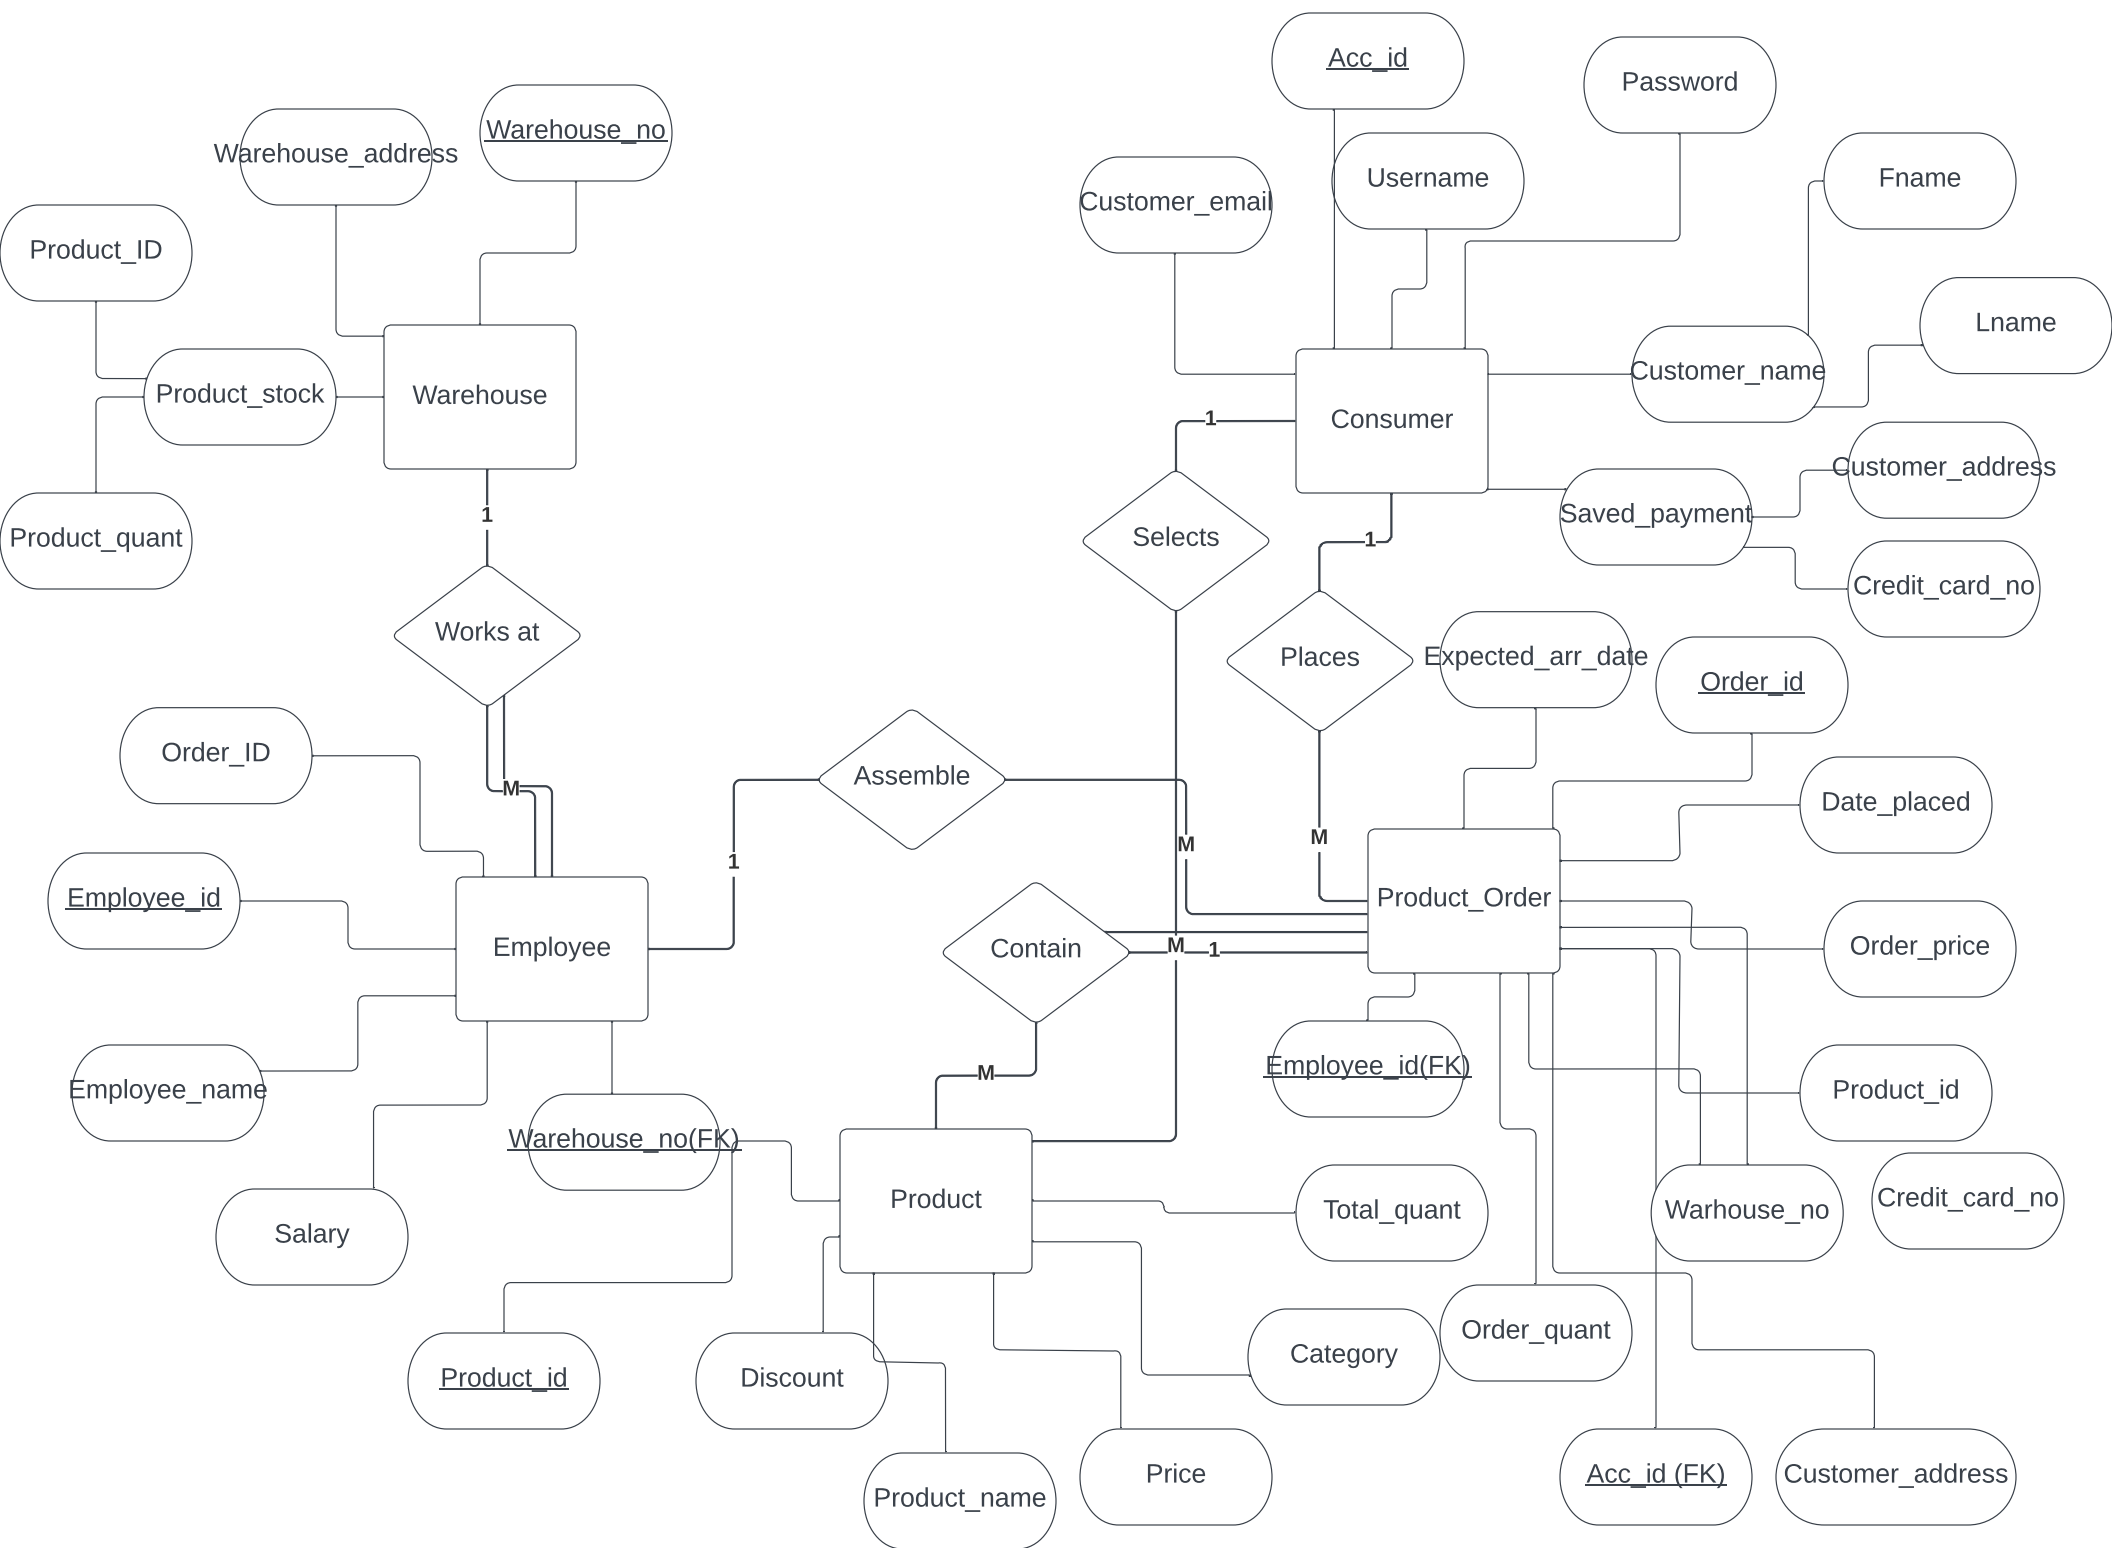 Acc_id
Password
Warehouse_no
Warehouse_address
Username
Fname
Customer_email
Product_ID
Lname
Customer_name
Product_stock
Warehouse
Consumer
1
Customer_address
1
Saved_payment
Product_quant
Selects
1
Credit_card_no
Works at
Places
Expected_arr_date
Order_id
Order_ID
Assemble
M
Date_placed
M
M
1
Employee_id
Product_Order
Employee
Contain
M
1
Order_price
Employee_id(FK)
M
Employee_name
Product_id
Warehouse_no(FK)
Product
Total_quant
Warhouse_no
Credit_card_no
Salary
Order_quant
Category
Product_id
Discount
Price
Acc_id (FK)
Customer_address
Product_name